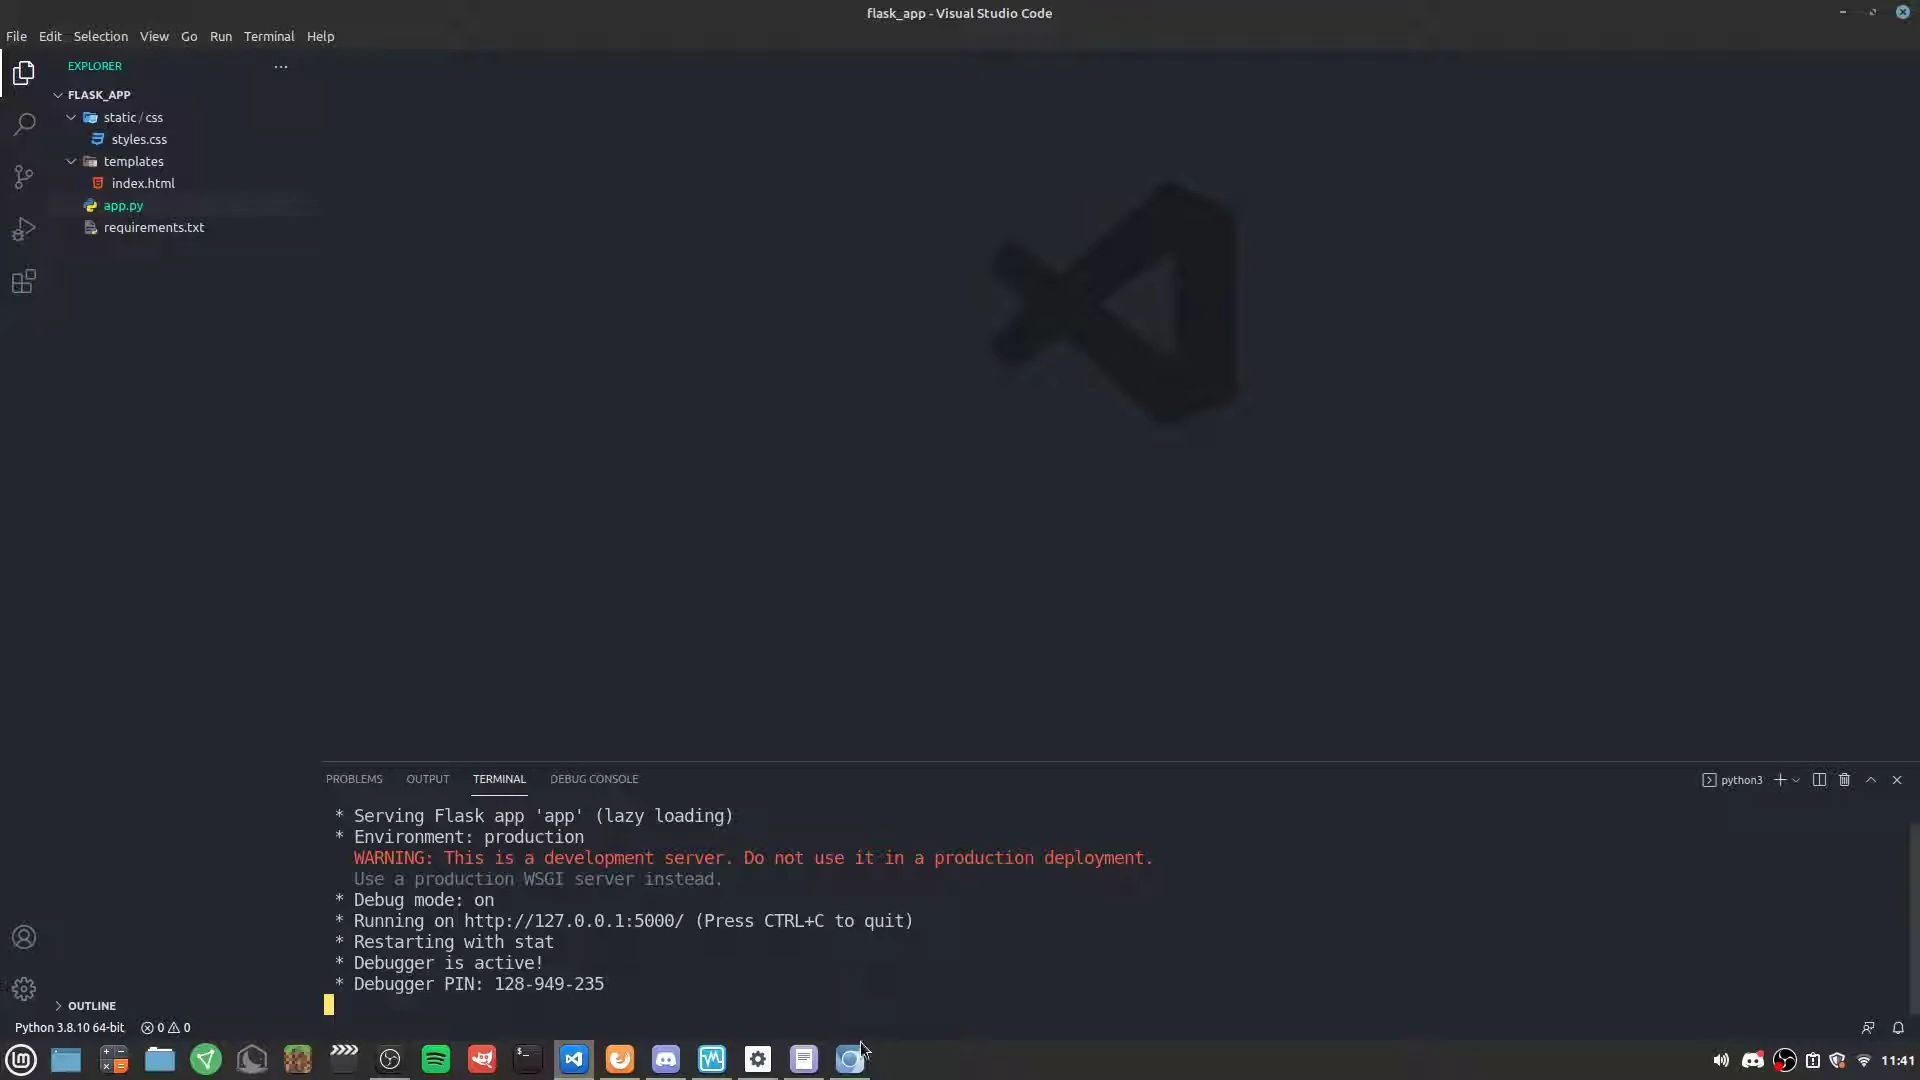 flask_app - Visual Studio Code
File Edit Selection View Go Run Terminal Help
EXPLORER
FLASK_APP
static / css
styles.css
templates
index.html
app.py
requirements.txt
PROBLEMS OUTPUT TERMINAL DEBUG CONSOLE
python3
* Serving Flask app 'app' (lazy loading)
* Environment: production
WARNING: This is a development server. Do not use it in a production deployment.
Use a production WSGI server instead.
* Debug mode: on
* Running on http://127.0.0.1:5000/ (Press CTRL+C to quit)
* Restarting with stat
* Debugger is active!
* Debugger PIN: 128-949-235
OUTLINE
Python 3.8.10 64-bit 0 0
11:41